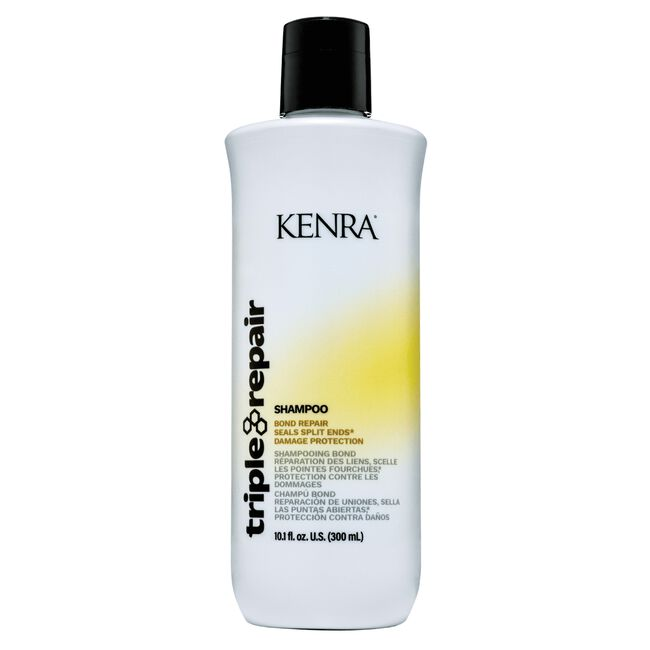 KENRA®
triple repair
SHAMPOO
BOND REPAIR
SEALS SPLIT ENDS*
DAMAGE PROTECTION
SHAMPOOING BOND
RÉPARATION DES LIENS, SCELLE
LES POINTES FOURCHUES,*
PROTECTION CONTRE LES
DOMMAGES
CHAMPÚ BOND
REPARACIÓN DE UNIONES, SELLA
LAS PUNTAS ABIERTAS,*
PROTECCIÓN CONTRA DAÑOS
10.1 fl. oz. U.S. (300 mL)